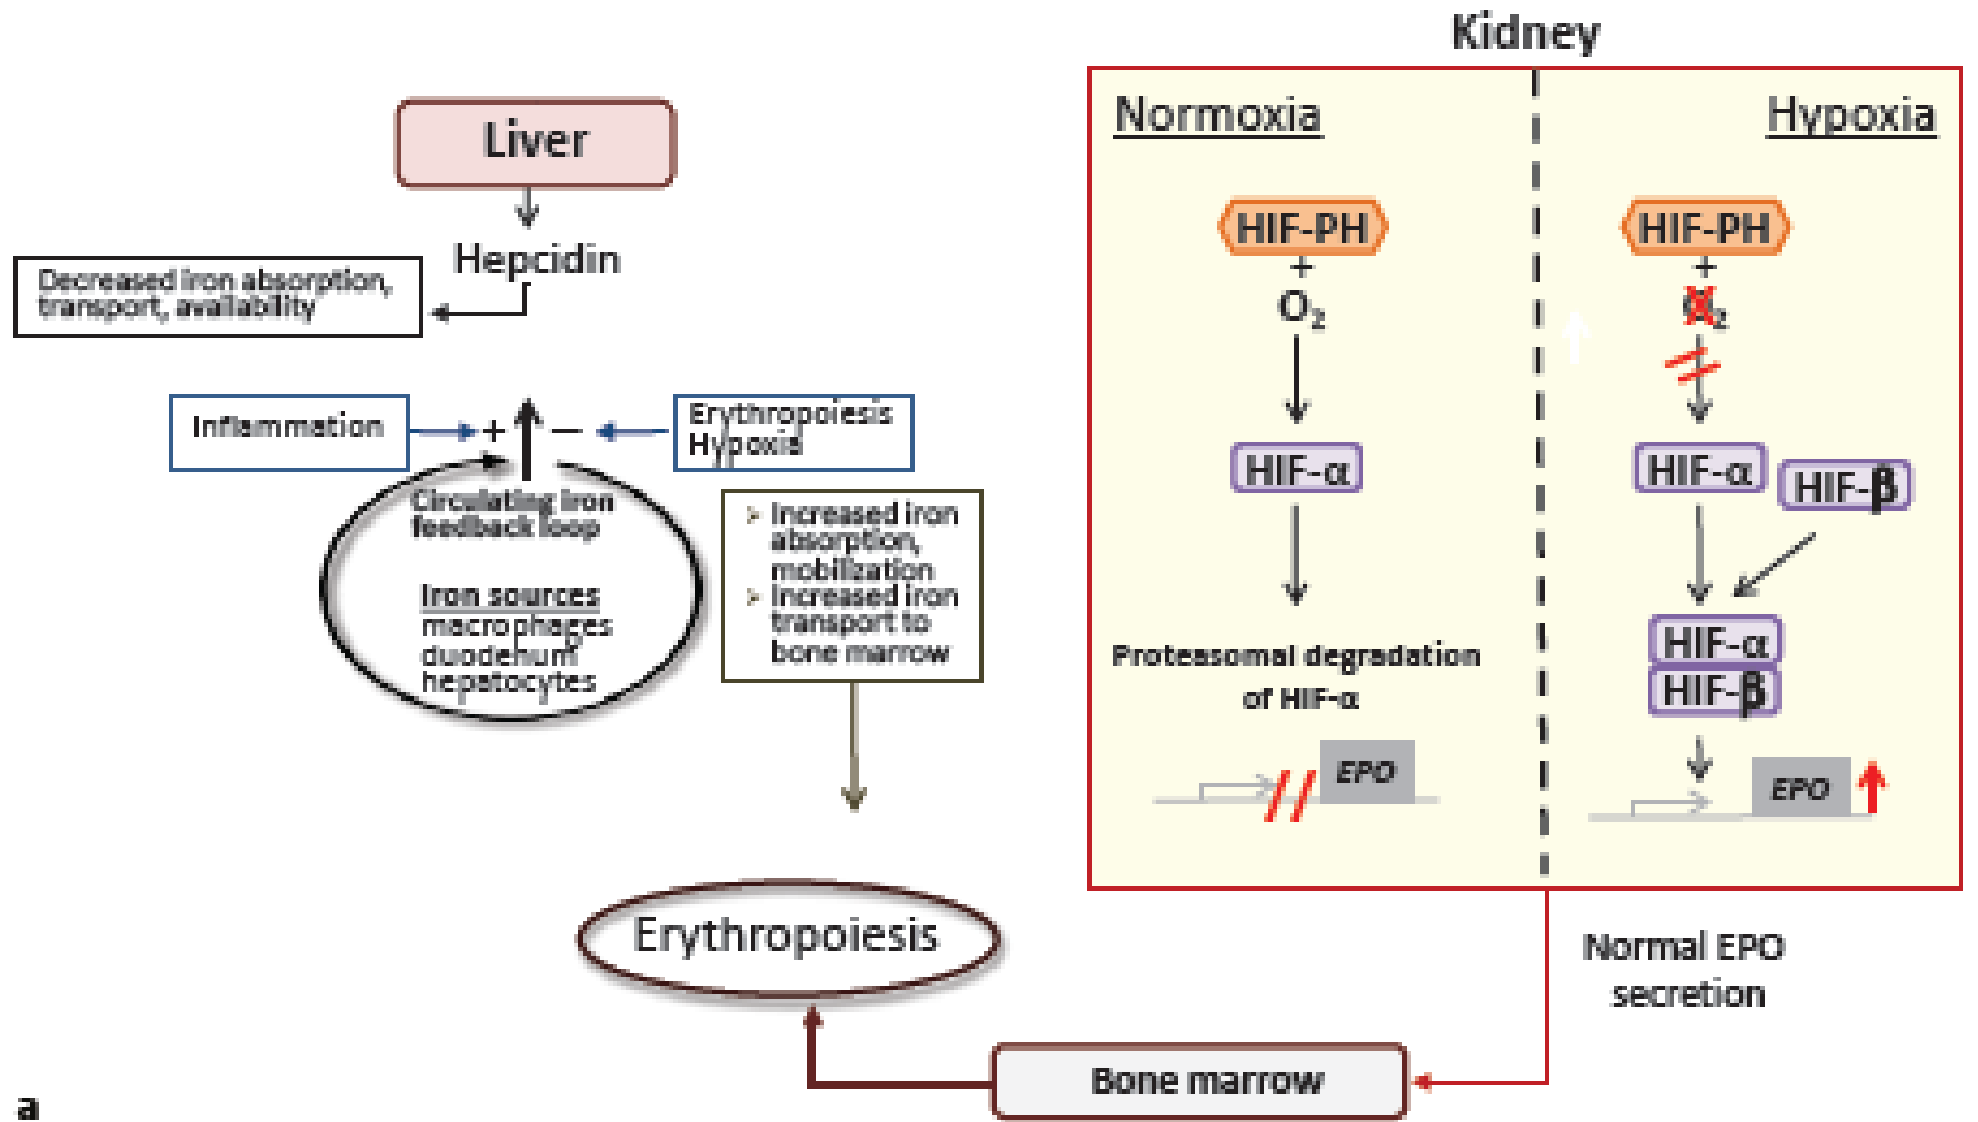 Kidney
Liver
Hepcidin
Decreased iron absorption,
transport, availability
Inflammation
+
−
Erythropoiesis
Hypoxia
Circulating iron
feedback loop
Iron sources
macrophages
duodenum
hepatocytes
➢ Increased iron
absorption,
mobilization
➢ Increased iron
transport to
bone marrow
Erythropoiesis
Normoxia
HIF-PH
+
O₂
HIF-α
Proteasomal degradation
of HIF-α
EPO
Hypoxia
HIF-PH
+
O₂
HIF-α
HIF-β
HIF-α
HIF-β
EPO
Normal EPO
secretion
Bone marrow
a